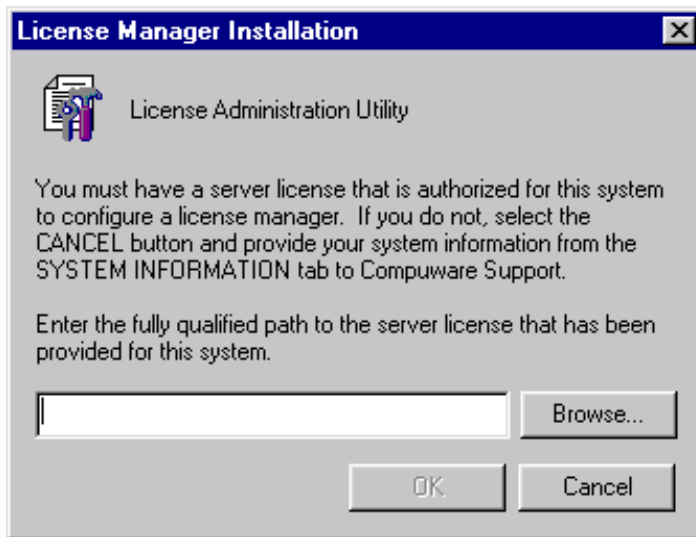 License Manager Installation
License Administration Utility
You must have a server license that is authorized for this system
to configure a license manager. If you do not, select the
CANCEL button and provide your system information from the
SYSTEM INFORMATION tab to Compuware Support.
Enter the fully qualified path to the server license that has been
provided for this system.
Browse...
OK
Cancel